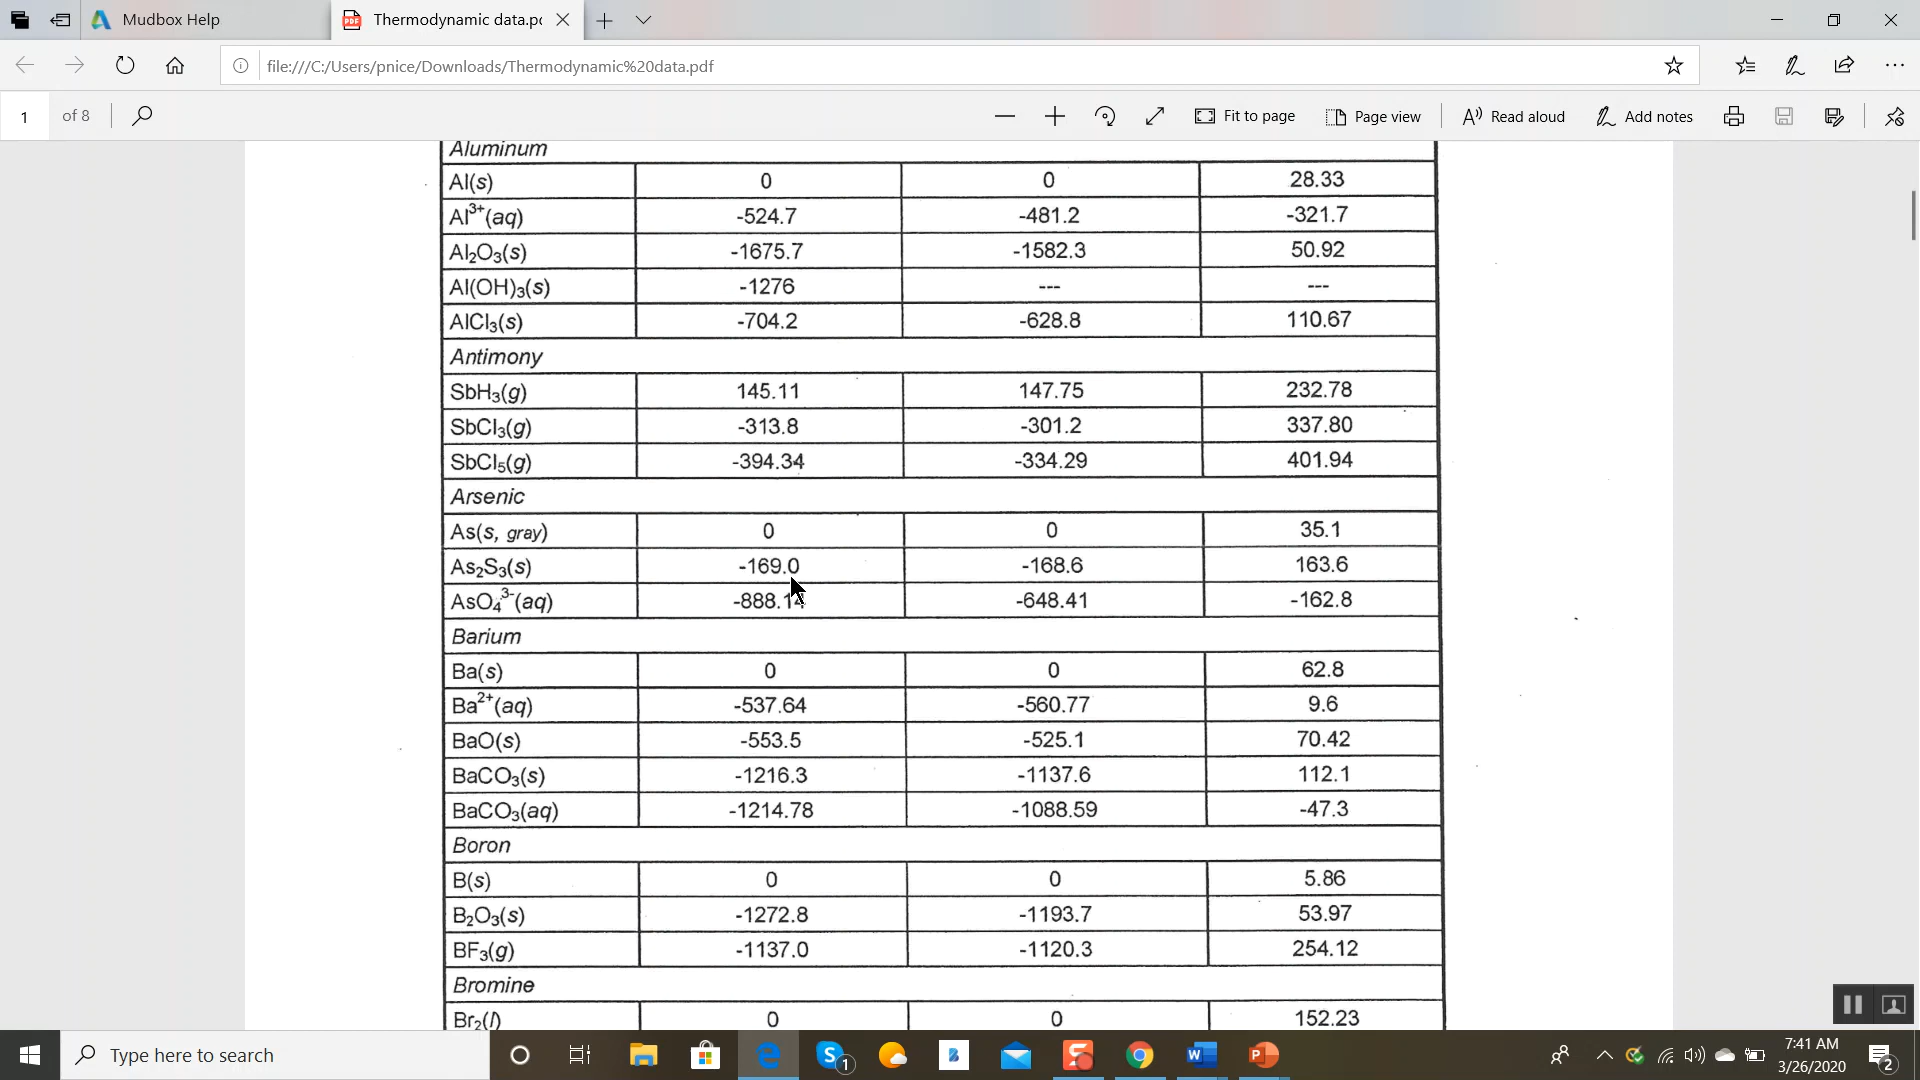 Mudbox Help
Thermodynamic data.pd
file:///C:/Users/pnice/Downloads/Thermodynamic%20data.pdf
1 of 8 Fit to page Page view Read aloud Add notes
Aluminum
Al(s) 0 0 28.33
Al³⁺(aq) -524.7 -481.2 -321.7
Al₂O₃(s) -1675.7 -1582.3 50.92
Al(OH)₃(s) -1276 --- ---
AlCl₃(s) -704.2 -628.8 110.67
Antimony
SbH₃(g) 145.11 147.75 232.78
SbCl₃(g) -313.8 -301.2 337.80
SbCl₅(g) -394.34 -334.29 401.94
Arsenic
As(s, gray) 0 0 35.1
As₂S₃(s) -169.0 -168.6 163.6
AsO₄³⁻(aq) -888.14 -648.41 -162.8
Barium
Ba(s) 0 0 62.8
Ba²⁺(aq) -537.64 -560.77 9.6
BaO(s) -553.5 -525.1 70.42
BaCO₃(s) -1216.3 -1137.6 112.1
BaCO₃(aq) -1214.78 -1088.59 -47.3
Boron
B(s) 0 0 5.86
B₂O₃(s) -1272.8 -1193.7 53.97
BF₃(g) -1137.0 -1120.3 254.12
Bromine
Br₂(l) 0 0 152.23
Type here to search
7:41 AM
3/26/2020
2
1